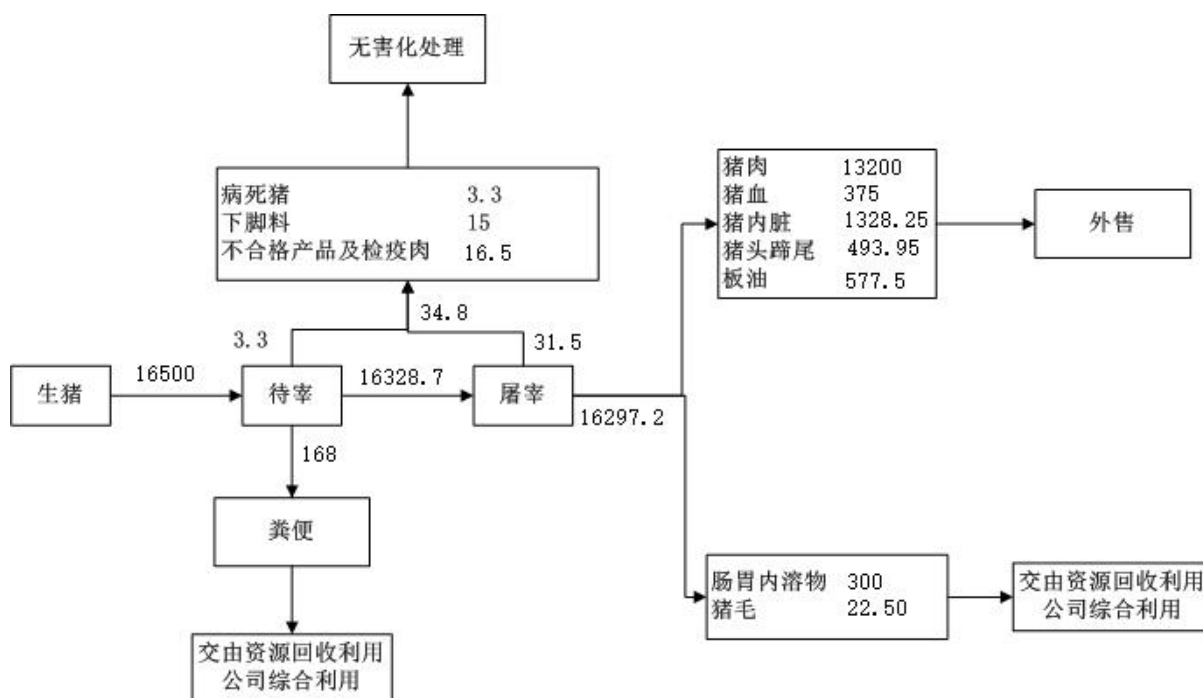 无害化处理
病死猪 3.3
下脚料 15
不合格产品及检疫肉 16.5
猪肉 13200
猪血 375
猪内脏 1328.25
猪头蹄尾 493.95
板油 577.5
外售
34.8
3.3
31.5
生猪
16500
待宰
16328.7
屠宰
16297.2
168
粪便
肠胃内溶物 300
猪毛 22.50
交由资源回收利用
公司综合利用
交由资源回收利用
公司综合利用